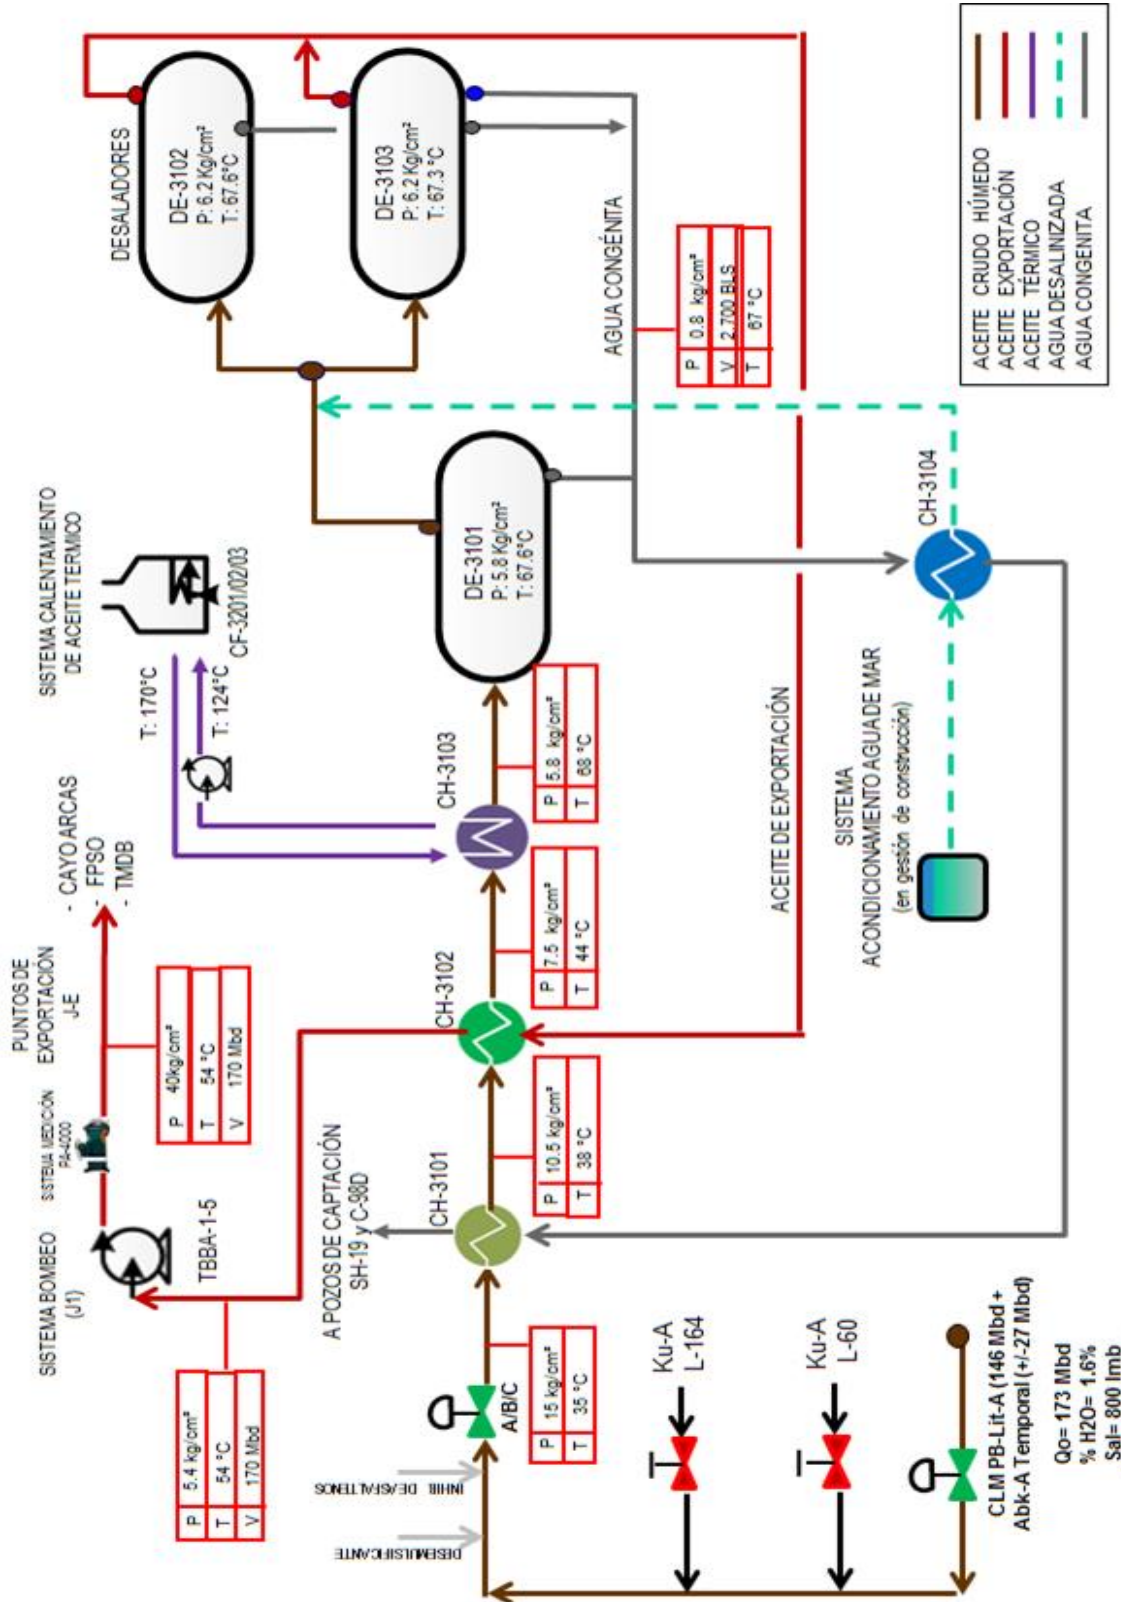 SISTEMA BOMBEO
(J1)
TBBA-1-5
SISTEMA MEDICIÓN
PA-4000
PUNTOS DE
EXPORTACIÓN
J-E
- CAYO ARCAS
- FPSO
- TMDB
P 5.4 kg/cm²
T 54 °C
V 170 Mbd
P 40kg/cm²
T 54 °C
V 170 Mbd
SISTEMA CALENTAMIENTO
DE ACEITE TERMICO
T: 170°C
T: 124°C
CF-3201/02/03
DESALADORES
DE-3102
P: 6.2 Kg/cm²
T: 67.6°C
DE-3103
P: 6.2 Kg/cm²
T: 67.3 °C
A POZOS DE CAPTACIÓN
SH-19 y C-98D
CH-3101
CH-3102
CH-3103
DE-3101
P: 5.8 Kg/cm²
T: 67.6°C
DESEMULSIFICANTE
INHIB. DE ASFALTENOS
A/B/C
P 15 kg/cm²
T 35 °C
P 10.5 kg/cm²
T 38 °C
P 7.5 kg/cm²
T 44 °C
P 5.8 kg/cm²
T 68 °C
AGUA CONGÉNITA
P 0.8 kg/cm²
V 2,700 BLS
T 67 °C
Ku-A
L-164
Ku-A
L-60
ACEITE DE EXPORTACIÓN
SISTEMA
ACONDICIONAMIENTO AGUA DE MAR
(en gestión de construcción)
CH-3104
CLM PB-Lit-A (146 Mbd +
Abk-A Temporal (+/-27 Mbd)
Qo= 173 Mbd
% H2O= 1.6%
Sal= 800 lmb
ACEITE CRUDO HÚMEDO
ACEITE EXPORTACIÓN
ACEITE TÉRMICO
AGUA DESALINIZADA
AGUA CONGENITA